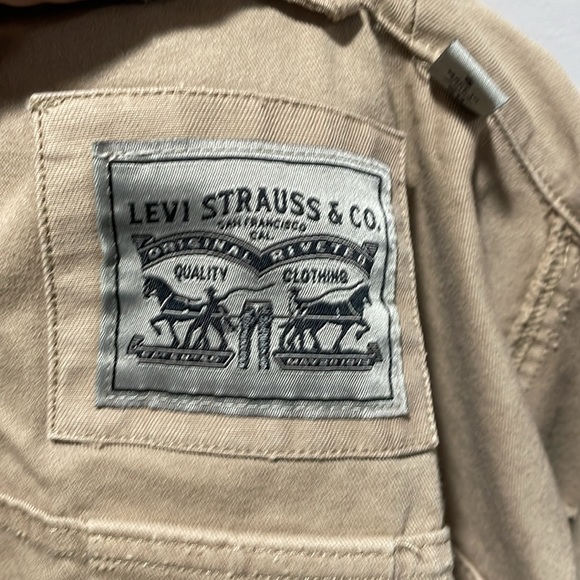 LEVI STRAUSS & CO.
SAN FRANCISCO
CAL
ORIGINAL RIVETED
QUALITY CLOTHING